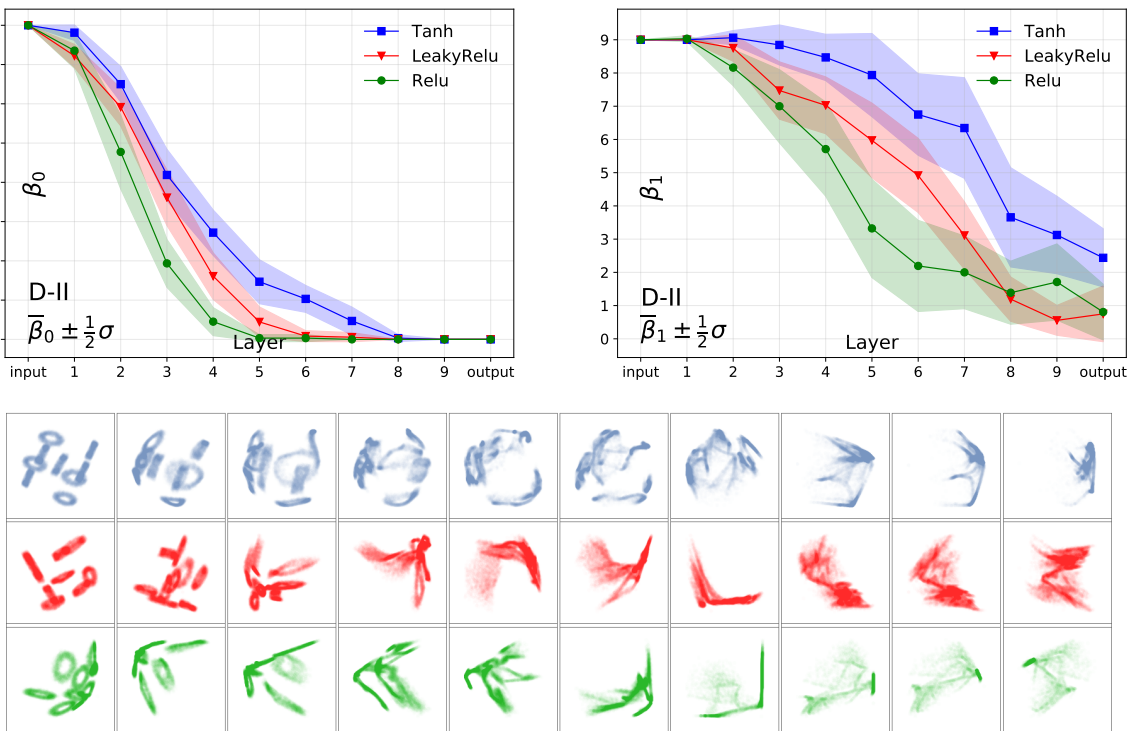 Tanh
LeakyRelu
Relu
β₀
D-II
β̅₀ ± ½σ
Layer
input 1 2 3 4 5 6 7 8 9 output
Tanh
LeakyRelu
Relu
9
8
7
6
5
4
3
2
1
0
β₁
D-II
β̅₁ ± ½σ
Layer
input 1 2 3 4 5 6 7 8 9 output